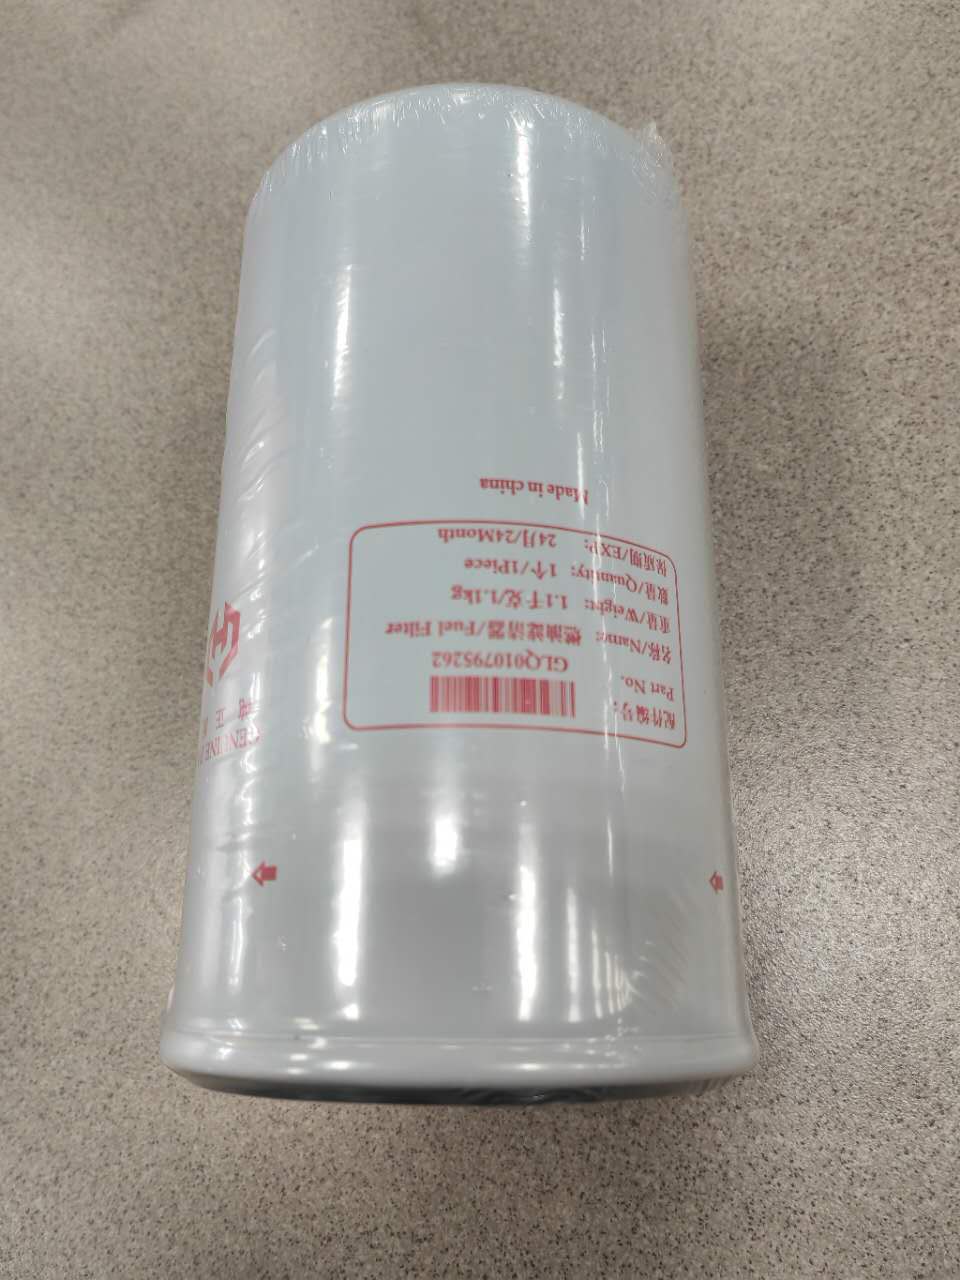 配件编号:
Part No.
GLQ010795262
名称/Name: 燃油滤清器/Fuel Filter
重量/Weight: 1.1千克/1.1kg
数量/Quantity: 1个/1Piece
保质期/EXP: 24月/24Month
Made in china
GENUINE
正